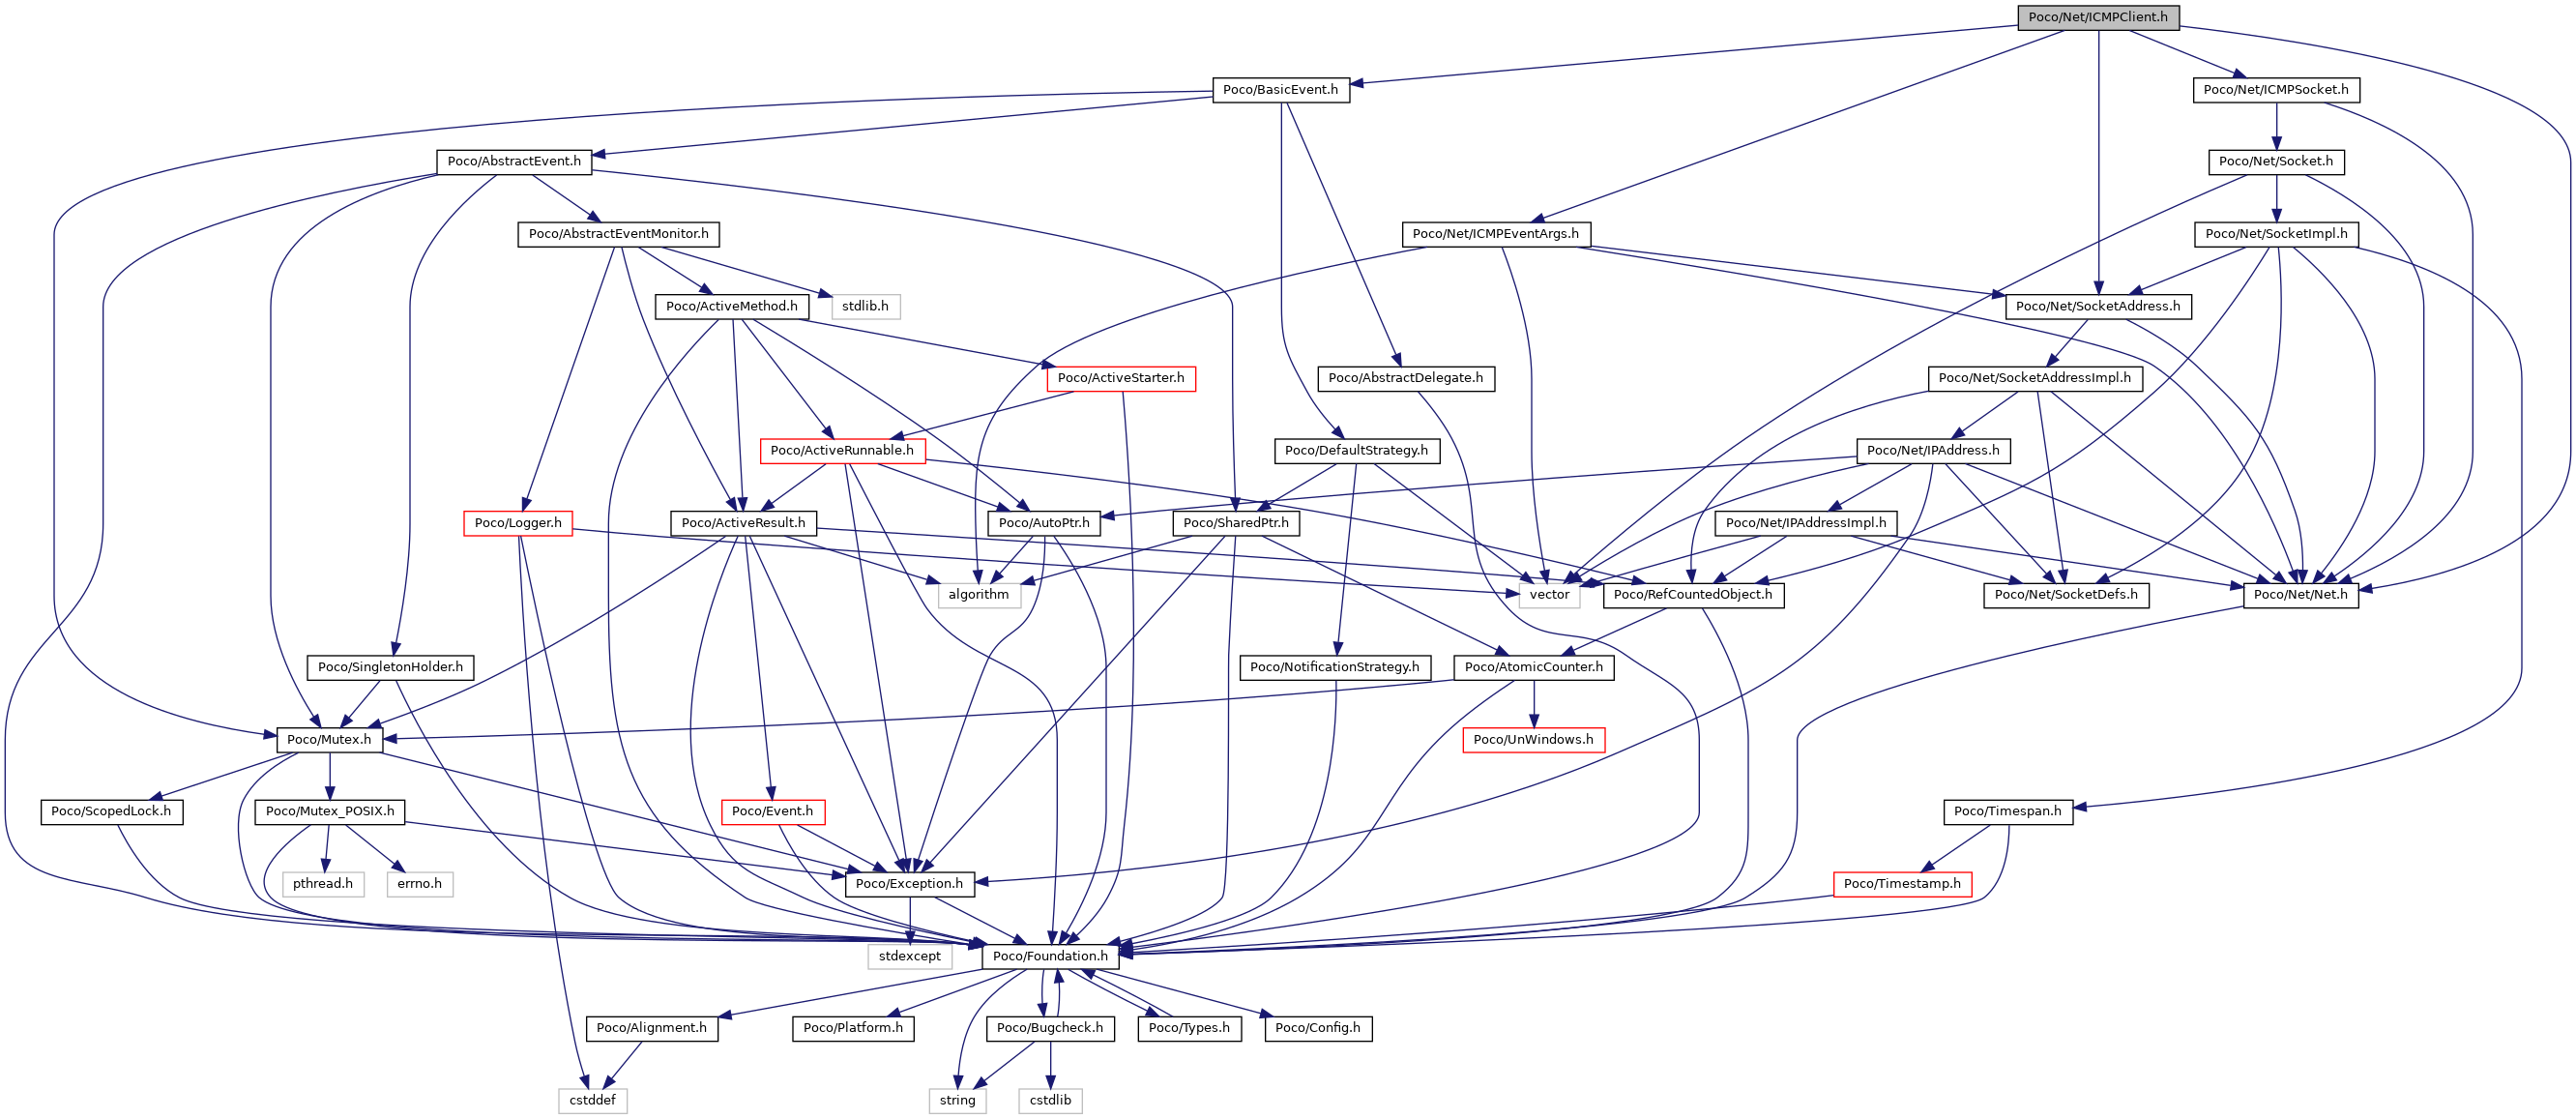 Poco/Net/ICMPClient.h
Poco/BasicEvent.h
Poco/Net/ICMPSocket.h
Poco/AbstractEvent.h
Poco/Net/Socket.h
Poco/AbstractEventMonitor.h
Poco/Net/ICMPEventArgs.h
Poco/Net/SocketImpl.h
Poco/ActiveMethod.h
stdlib.h
Poco/Net/SocketAddress.h
Poco/ActiveStarter.h
Poco/AbstractDelegate.h
Poco/Net/SocketAddressImpl.h
Poco/ActiveRunnable.h
Poco/DefaultStrategy.h
Poco/Net/IPAddress.h
Poco/Logger.h
Poco/ActiveResult.h
Poco/AutoPtr.h
Poco/SharedPtr.h
Poco/Net/IPAddressImpl.h
algorithm
vector
Poco/RefCountedObject.h
Poco/Net/SocketDefs.h
Poco/Net/Net.h
Poco/SingletonHolder.h
Poco/NotificationStrategy.h
Poco/AtomicCounter.h
Poco/Mutex.h
Poco/UnWindows.h
Poco/ScopedLock.h
Poco/Mutex_POSIX.h
Poco/Event.h
Poco/Timespan.h
pthread.h
errno.h
Poco/Exception.h
Poco/Timestamp.h
stdexcept
Poco/Foundation.h
Poco/Alignment.h
Poco/Platform.h
Poco/Bugcheck.h
Poco/Types.h
Poco/Config.h
cstddef
string
cstdlib